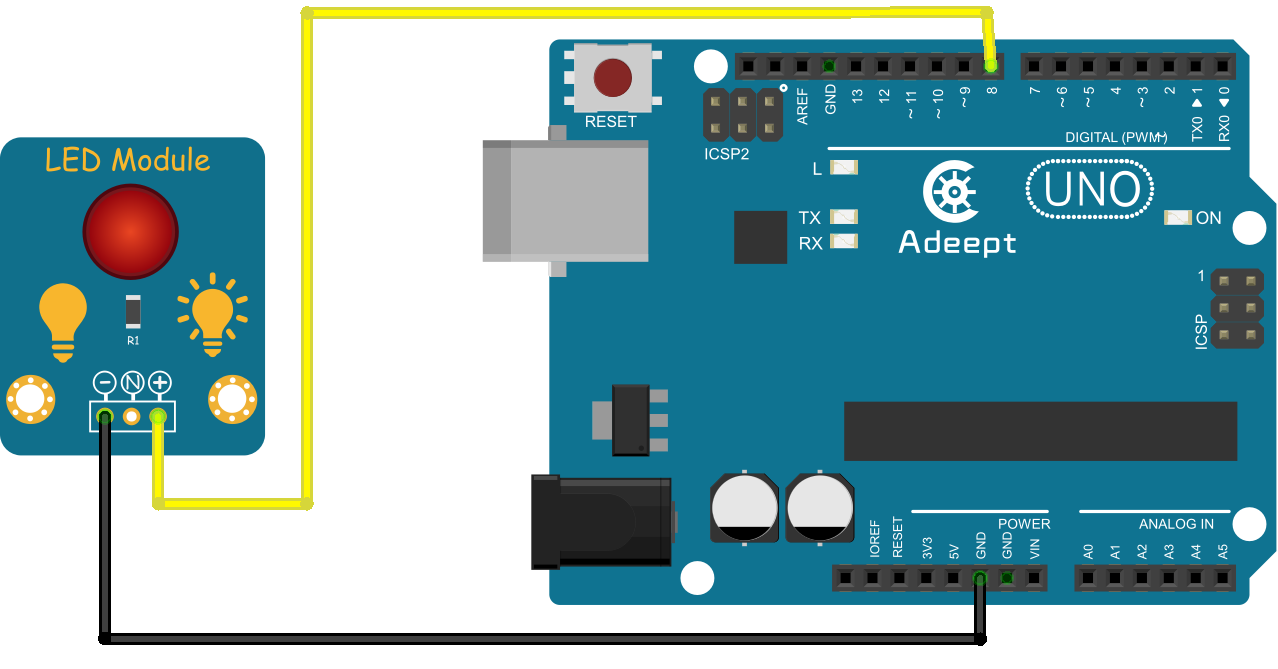 LED Module
R1
- N +
RESET
ICSP2
AREF
GND
13
12
~ 11
~ 10
~ 9
8
7
~ 6
~ 5
4
~ 3
2
TX0 ▶ 1
RX0 ◀ 0
DIGITAL (PWM~)
L
TX
RX
Adeept
UNO
ON
1
ICSP
POWER
ANALOG IN
IOREF
RESET
3V3
5V
GND
GND
VIN
A0
A1
A2
A3
A4
A5